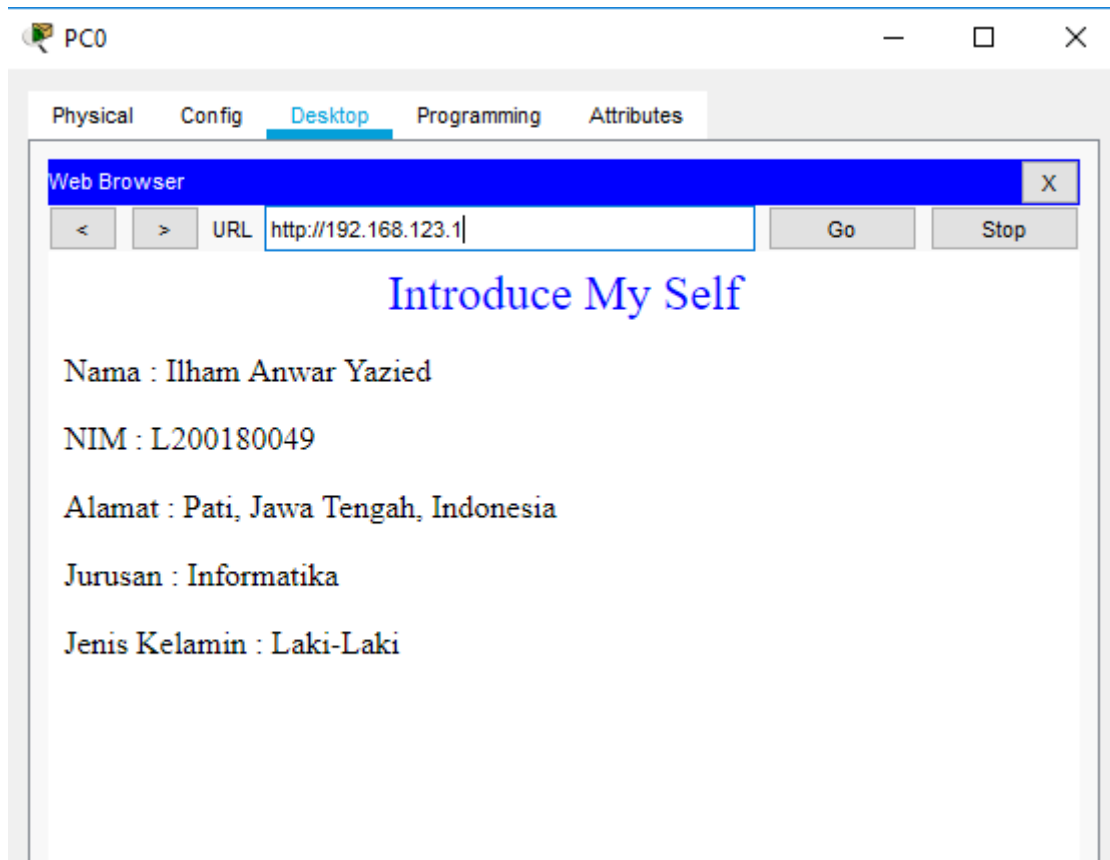 PC0
Physical Config Desktop Programming Attributes
Web Browser X
< > URL http://192.168.123.1 Go Stop
Introduce My Self
Nama : Ilham Anwar Yazied
NIM : L200180049
Alamat : Pati, Jawa Tengah, Indonesia
Jurusan : Informatika
Jenis Kelamin : Laki-Laki